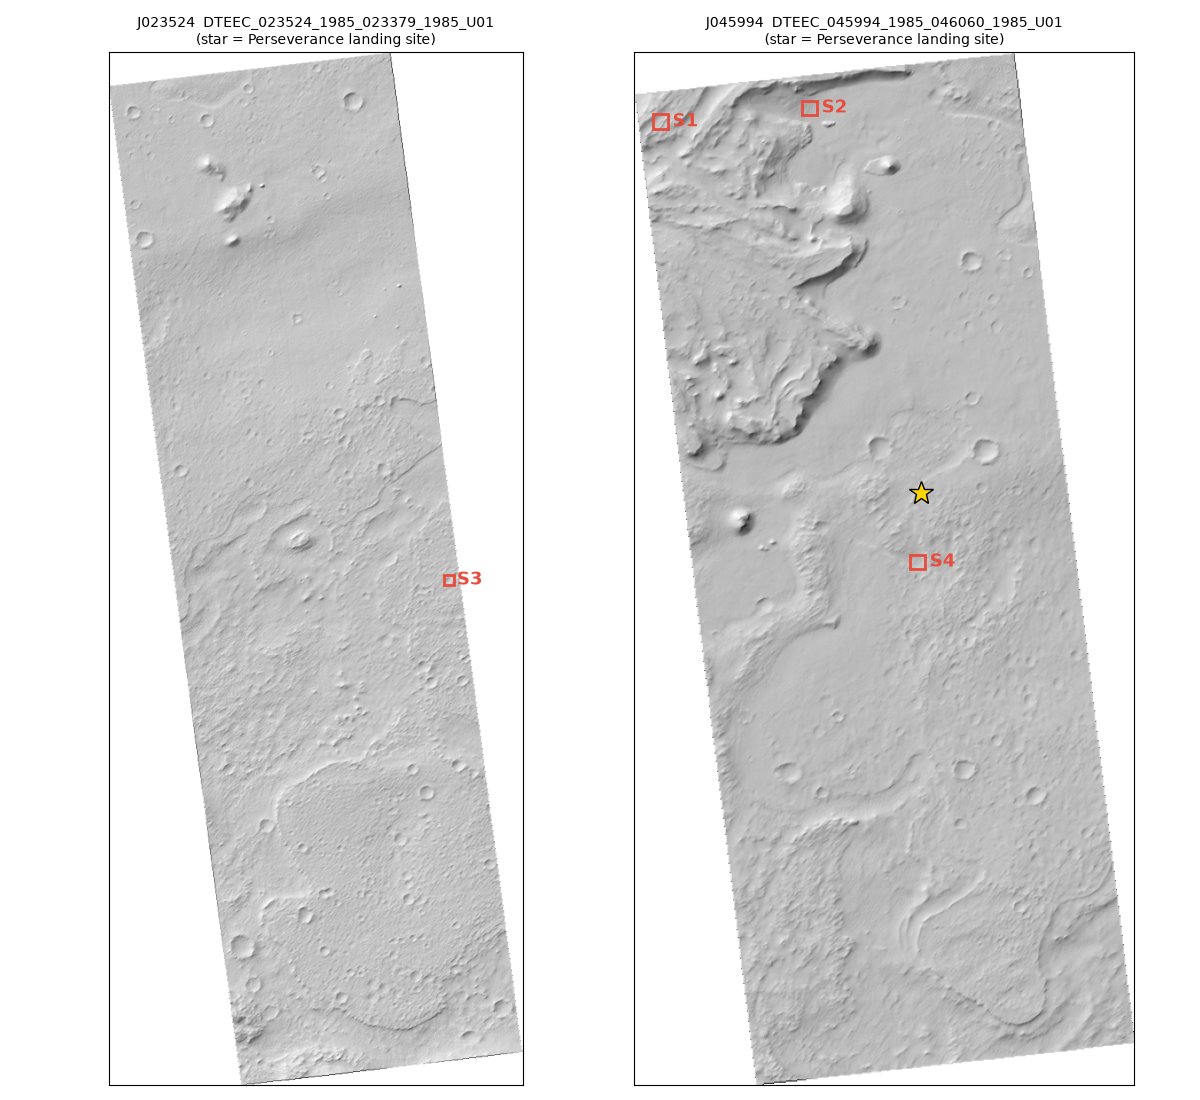 J023524 DTEEC_023524_1985_023379_1985_U01
(star = Perseverance landing site)
J045994 DTEEC_045994_1985_046060_1985_U01
(star = Perseverance landing site)
S1
S2
S3
S4